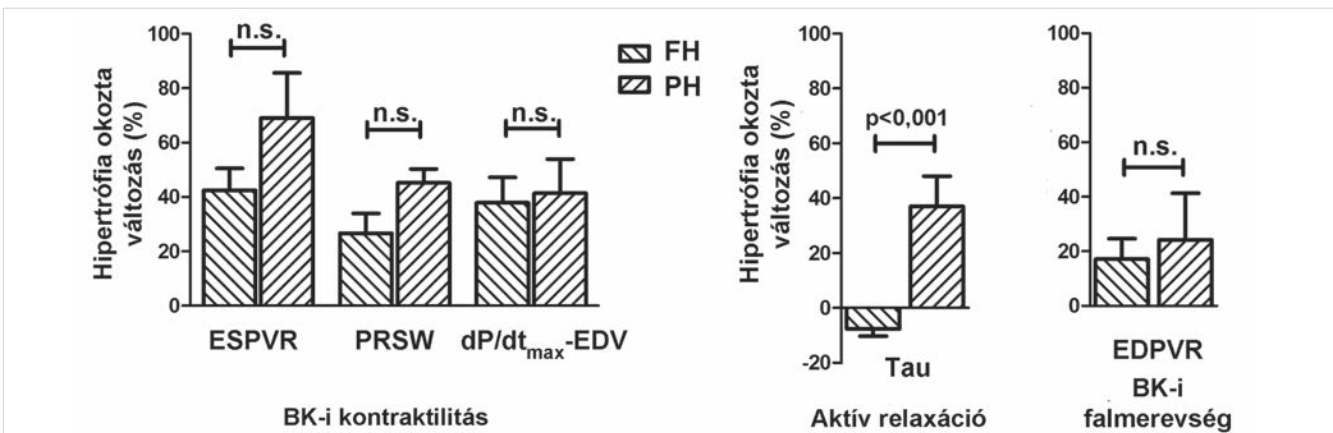 Hipertrófia okozta
változás (%)
100
80
60
40
20
0
n.s.
n.s.
n.s.
ESPVR
PRSW
dP/dtmax-EDV
BK-i kontraktilitás
FH
PH
Hipertrófia okozta
változás (%)
100
80
60
40
20
0
-20
p<0,001
Tau
Aktív relaxáció
100
80
60
40
20
0
n.s.
EDPVR
BK-i
falmerevség